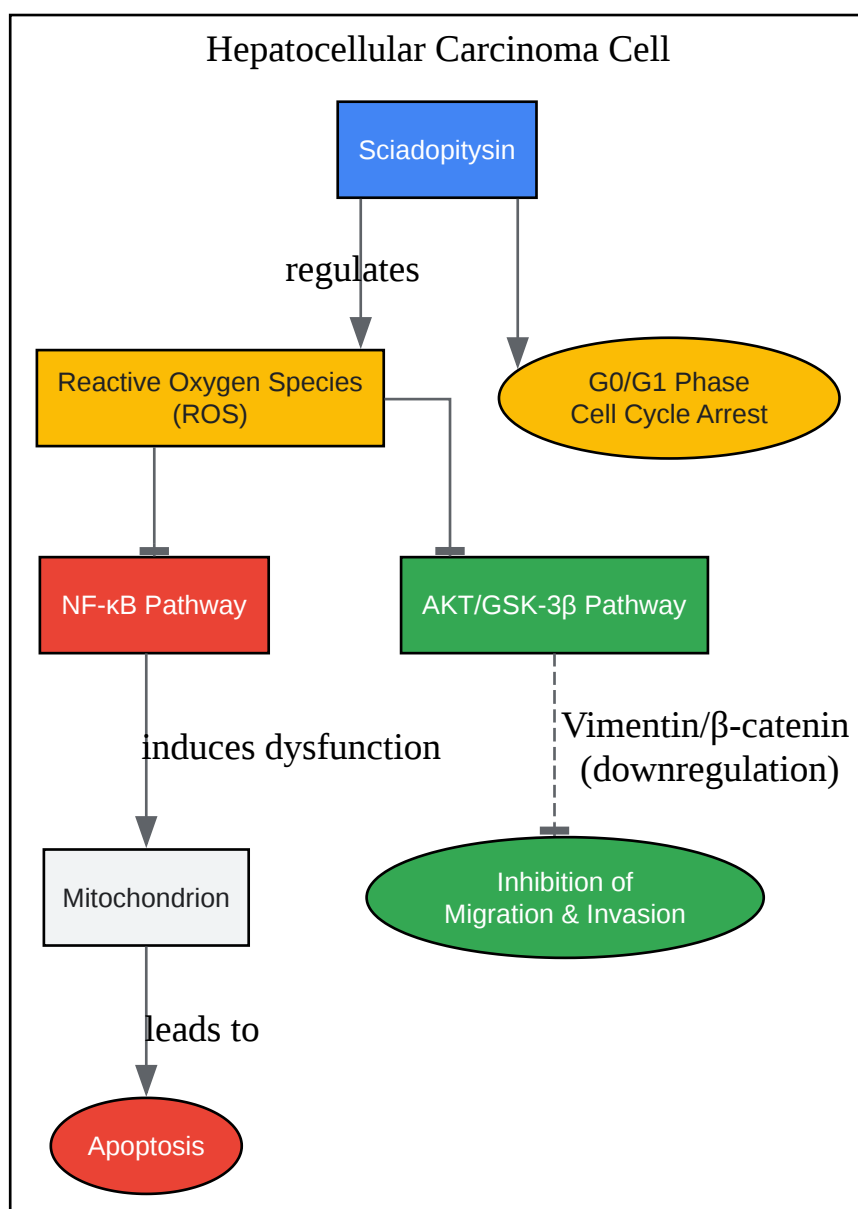 Hepatocellular Carcinoma Cell
Sciadopitysin
regulates
Reactive Oxygen Species
(ROS)
G0/G1 Phase
Cell Cycle Arrest
NF-κB Pathway
AKT/GSK-3β Pathway
induces dysfunction
Vimentin/β-catenin
(downregulation)
Mitochondrion
Inhibition of
Migration & Invasion
leads to
Apoptosis